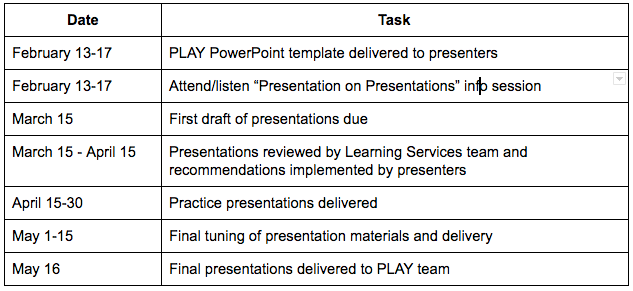 Date Task
February 13-17 PLAY PowerPoint template delivered to presenters
February 13-17 Attend/listen “Presentation on Presentations” info session
March 15 First draft of presentations due
March 15 - April 15 Presentations reviewed by Learning Services team and
recommendations implemented by presenters
April 15-30 Practice presentations delivered
May 1-15 Final tuning of presentation materials and delivery
May 16 Final presentations delivered to PLAY team